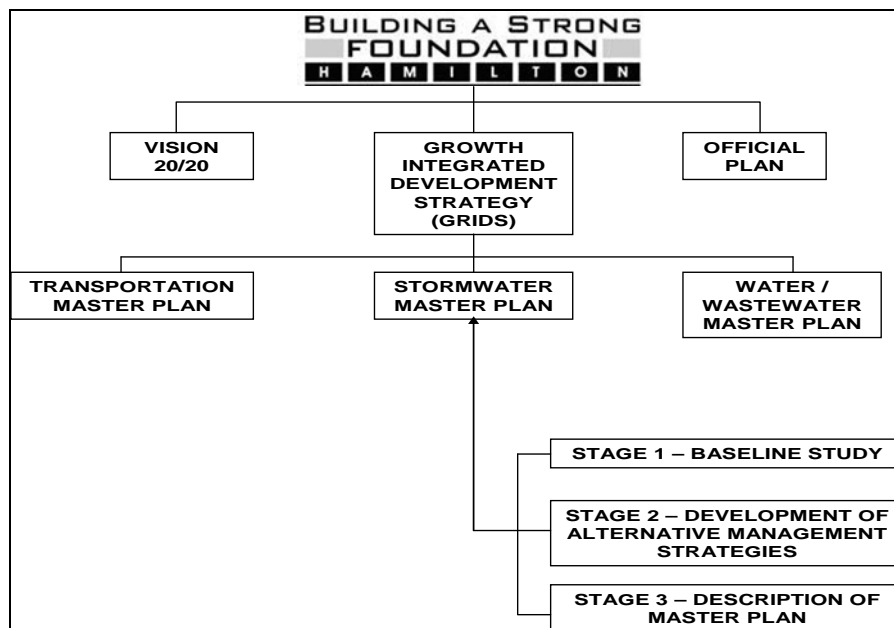 BUILDING A STRONG
FOUNDATION
HAMILTON
VISION
20/20
GROWTH
INTEGRATED
DEVELOPMENT
STRATEGY
(GRIDS)
OFFICIAL
PLAN
TRANSPORTATION
MASTER PLAN
STORMWATER
MASTER PLAN
WATER /
WASTEWATER
MASTER PLAN
STAGE 1 – BASELINE STUDY
STAGE 2 – DEVELOPMENT OF
ALTERNATIVE MANAGEMENT
STRATEGIES
STAGE 3 – DESCRIPTION OF
MASTER PLAN